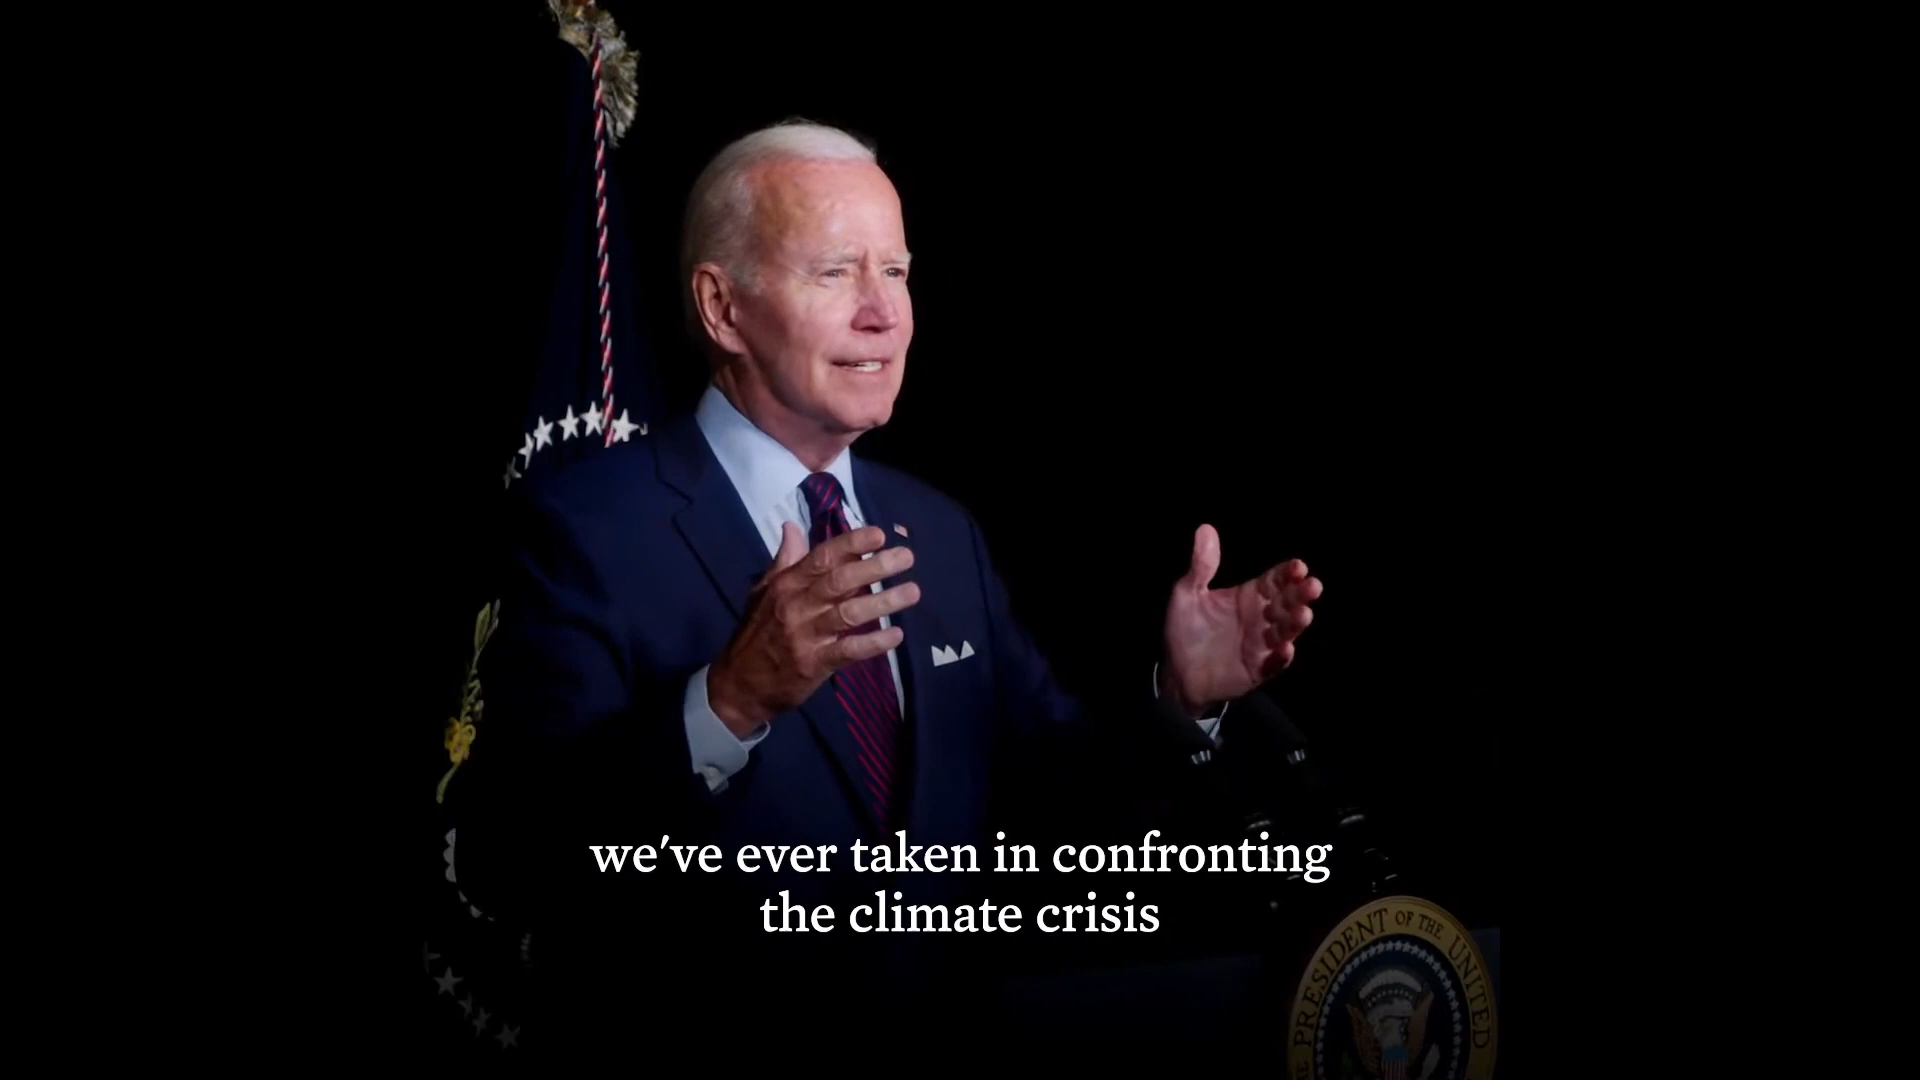 we've ever taken in confronting
the climate crisis
PRESIDENT OF THE UNITED